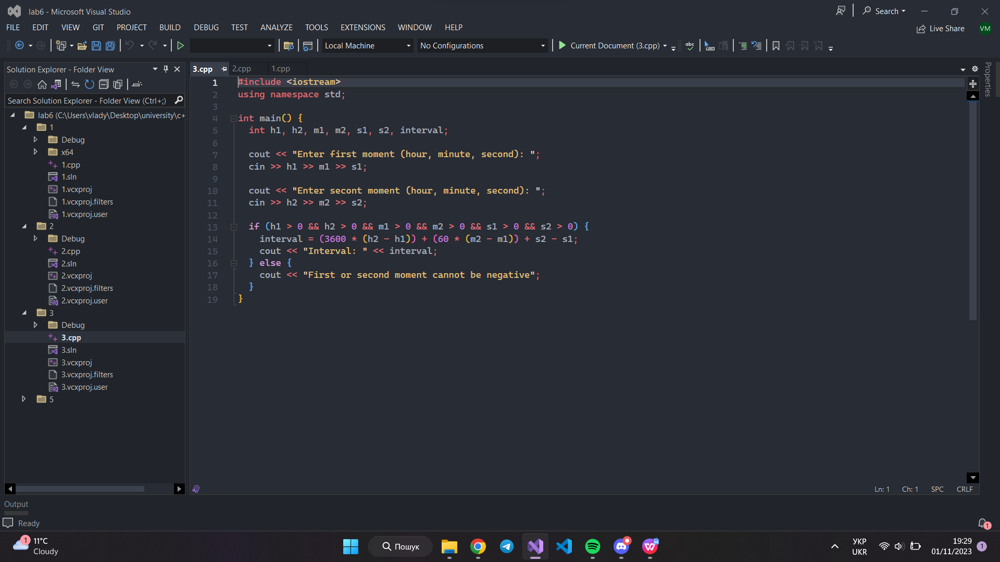 lab6 - Microsoft Visual Studio
Search
FILE EDIT VIEW GIT PROJECT BUILD DEBUG TEST ANALYZE TOOLS EXTENSIONS WINDOW HELP
Live Share
VM
Local Machine
No Configurations
Current Document (3.cpp)
abc
Solution Explorer - Folder View
Search Solution Explorer - Folder View (Ctrl+;)
lab6 (C:\Users\vlady\Desktop\university\c+
1
Debug
x64
1.cpp
1.sln
1.vcxproj
1.vcxproj.filters
1.vcxproj.user
2
Debug
2.cpp
2.sln
2.vcxproj
2.vcxproj.filters
2.vcxproj.user
3
Debug
3.cpp
3.sln
3.vcxproj
3.vcxproj.filters
3.vcxproj.user
5
3.cpp 2.cpp 1.cpp
Properties
1 #include <iostream>
2 using namespace std;
3
4 int main() {
5 int h1, h2, m1, m2, s1, s2, interval;
6
7 cout << "Enter first moment (hour, minute, second): ";
8 cin >> h1 >> m1 >> s1;
9
10 cout << "Enter secont moment (hour, minute, second): ";
11 cin >> h2 >> m2 >> s2;
12
13 if (h1 > 0 && h2 > 0 && m1 > 0 && m2 > 0 && s1 > 0 && s2 > 0) {
14 interval = (3600 * (h2 - h1)) + (60 * (m2 - m1)) + s2 - s1;
15 cout << "Interval: " << interval;
16 } else {
17 cout << "First or second moment cannot be negative";
18 }
19 }
Ln: 1 Ch: 1 SPC CRLF
Output
Ready
1
1
11°C
Cloudy
Пошук
УКР
UKR
19:29
01/11/2023
1